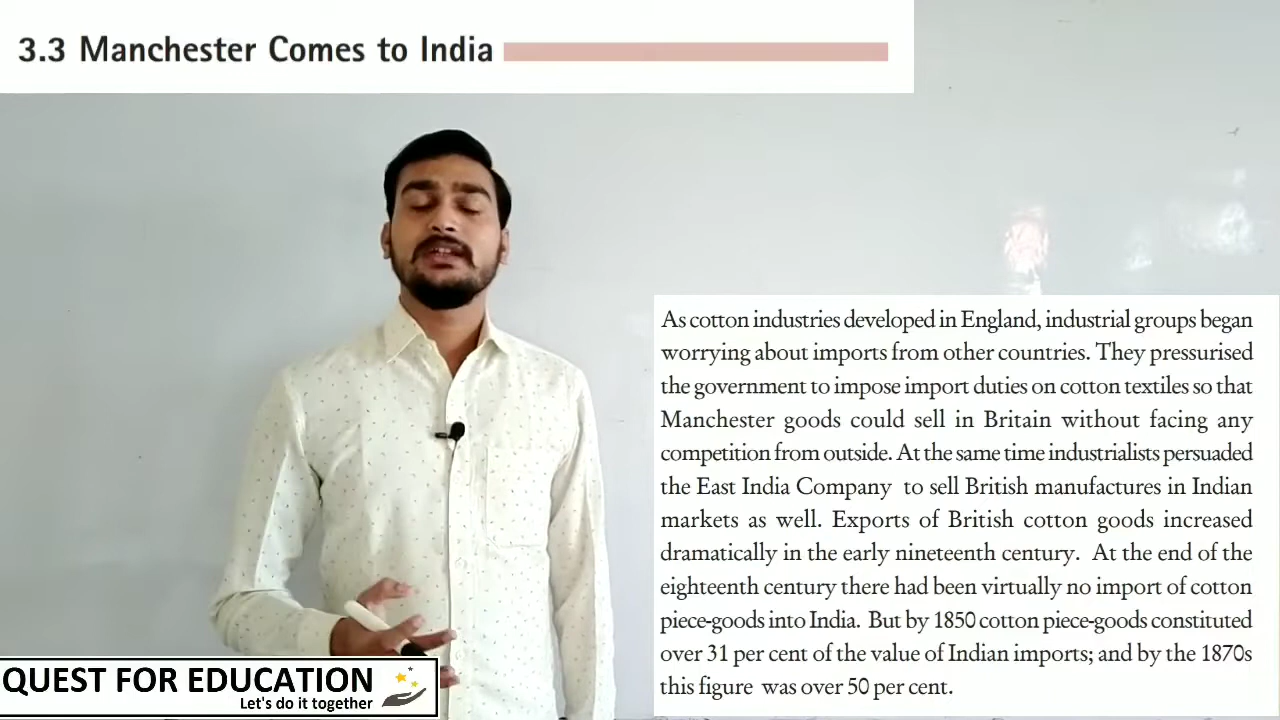 3.3 Manchester Comes to India
As cotton industries developed in England, industrial groups began
worrying about imports from other countries. They pressurised
the government to impose import duties on cotton textiles so that
Manchester goods could sell in Britain without facing any
competition from outside. At the same time industrialists persuaded
the East India Company to sell British manufactures in Indian
markets as well. Exports of British cotton goods increased
dramatically in the early nineteenth century. At the end of the
eighteenth century there had been virtually no import of cotton
piece-goods into India. But by 1850 cotton piece-goods constituted
over 31 per cent of the value of Indian imports; and by the 1870s
this figure was over 50 per cent.
QUEST FOR EDUCATION
Let's do it together